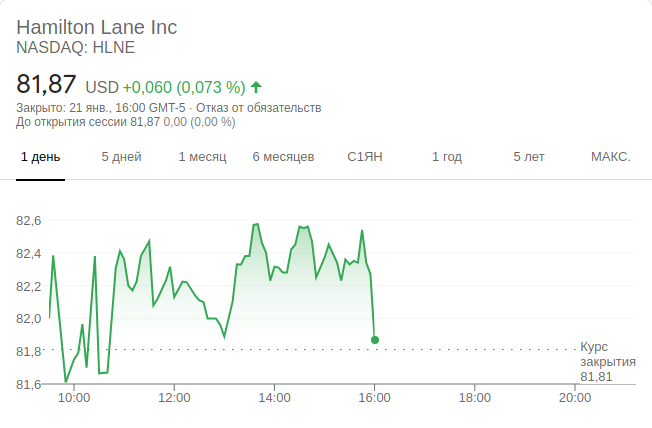 Hamilton Lane Inc
NASDAQ: HLNE
81,87 USD +0,060 (0,073 %)
Закрыто: 21 янв., 16:00 GMT-5 · Отказ от обязательств
До открытия сессии 81,87 0,00 (0,00 %)
1 день 5 дней 1 месяц 6 месяцев С1ЯН 1 год 5 лет МАКС.
82,6
82,4
82,2
82,0
81,8
81,6
Курс
закрытия
81,81
10:00 12:00 14:00 16:00 18:00 20:00